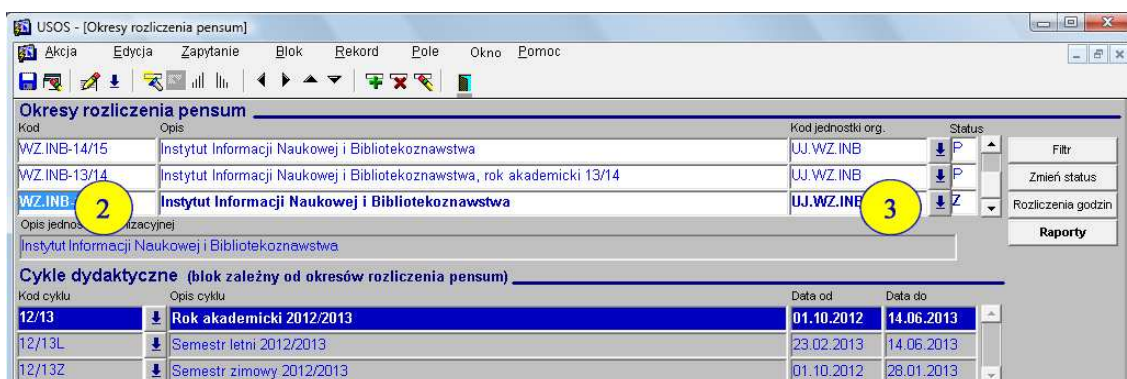 USOS - [Okresy rozliczenia pensum]
Akcja Edycja Zapytanie Blok Rekord Pole Okno Pomoc
Okresy rozliczenia pensum
Kod Opis Kod jednostki org. Status
WZ.INB-14/15 Instytut Informacji Naukowej i Bibliotekoznawstwa UJ.WZ.INB P Filtr
WZ.INB-13/14 Instytut Informacji Naukowej i Bibliotekoznawstwa, rok akademicki 13/14 UJ.WZ.INB P Zmień status
WZ.INB- 2 Instytut Informacji Naukowej i Bibliotekoznawstwa UJ.WZ.INB 3 Z Rozliczenia godzin
Opis jednos izacyjnej Raporty
Instytut Informacji Naukowej i Bibliotekoznawstwa
Cykle dydaktyczne (blok zależny od okresów rozliczenia pensum)
Kod cyklu Opis cyklu Data od Data do
12/13 Rok akademicki 2012/2013 01.10.2012 14.06.2013
12/13L Semestr letni 2012/2013 23.02.2013 14.06.2013
12/13Z Semestr zimowy 2012/2013 01.10.2012 28.01.2013